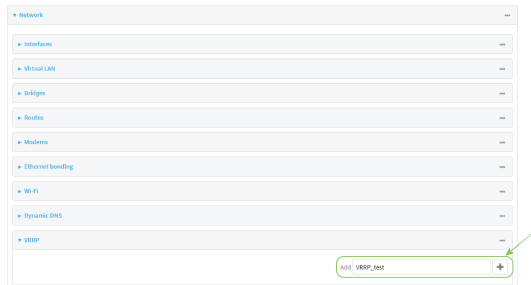 Network
Interfaces
Virtual LAN
Bridges
Routes
Modems
Ethernet bonding
Wi-Fi
Dynamic DNS
VRRP
Add VRRP_test